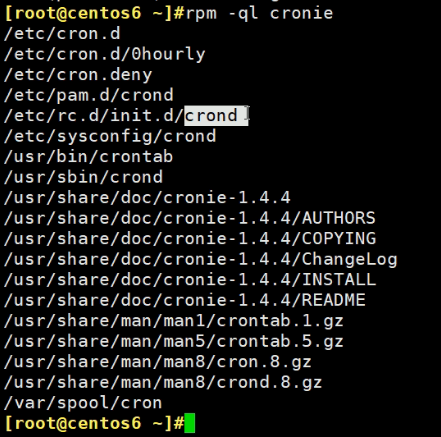 [root@centos6 ~]#rpm -ql cronie
/etc/cron.d
/etc/cron.d/0hourly
/etc/cron.deny
/etc/pam.d/crond
/etc/rc.d/init.d/crond
/etc/sysconfig/crond
/usr/bin/crontab
/usr/sbin/crond
/usr/share/doc/cronie-1.4.4
/usr/share/doc/cronie-1.4.4/AUTHORS
/usr/share/doc/cronie-1.4.4/COPYING
/usr/share/doc/cronie-1.4.4/ChangeLog
/usr/share/doc/cronie-1.4.4/INSTALL
/usr/share/doc/cronie-1.4.4/README
/usr/share/man/man1/crontab.1.gz
/usr/share/man/man5/crontab.5.gz
/usr/share/man/man8/cron.8.gz
/usr/share/man/man8/crond.8.gz
/var/spool/cron
[root@centos6 ~]#